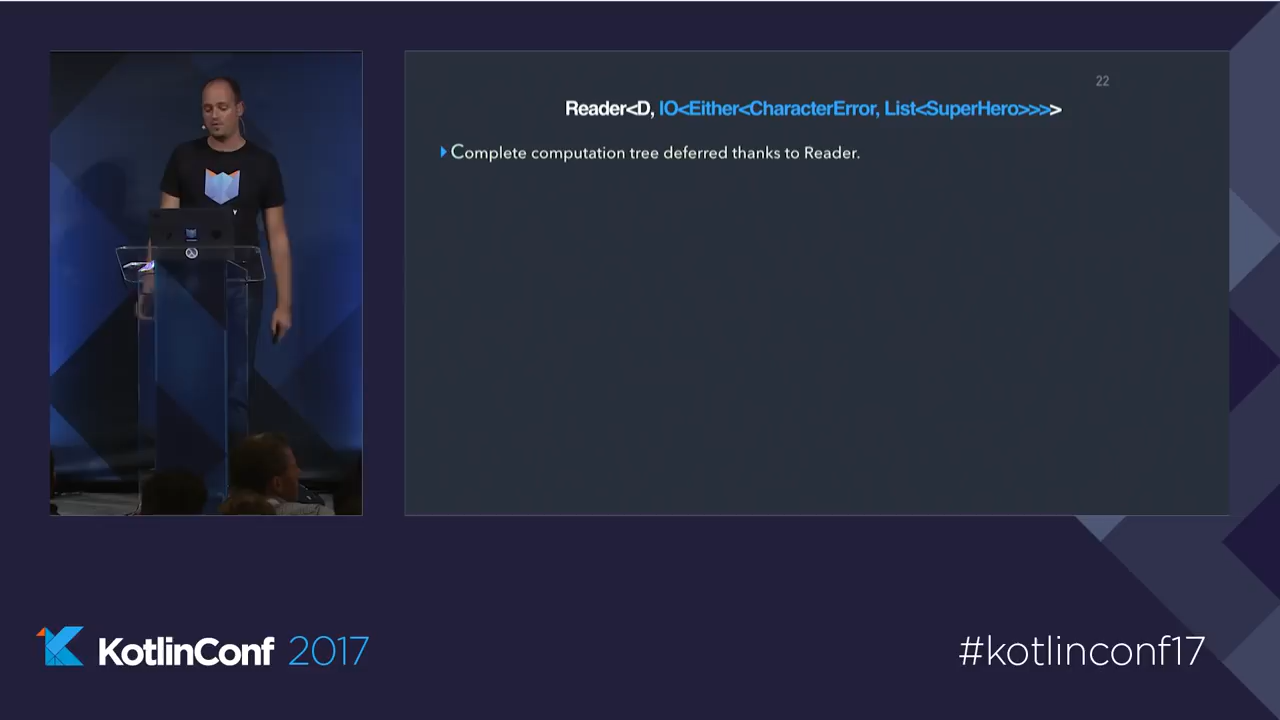 22
Reader<D, IO<Either<CharacterError, List<SuperHero>>>>
Complete computation tree deferred thanks to Reader.
KotlinConf 2017
#kotlinconf17